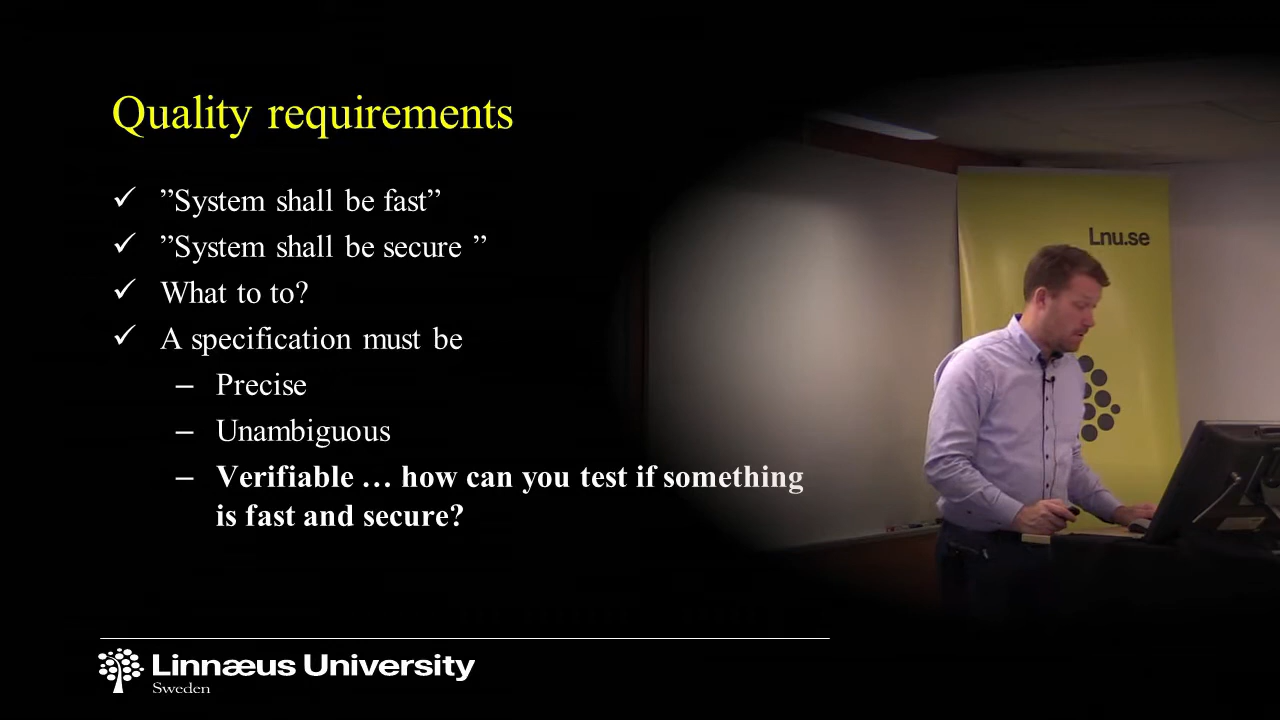 Quality requirements
”System shall be fast”
”System shall be secure ”
What to to?
A specification must be
– Precise
– Unambiguous
– Verifiable … how can you test if something
is fast and secure?
Lnu.se
Linnæus University
Sweden